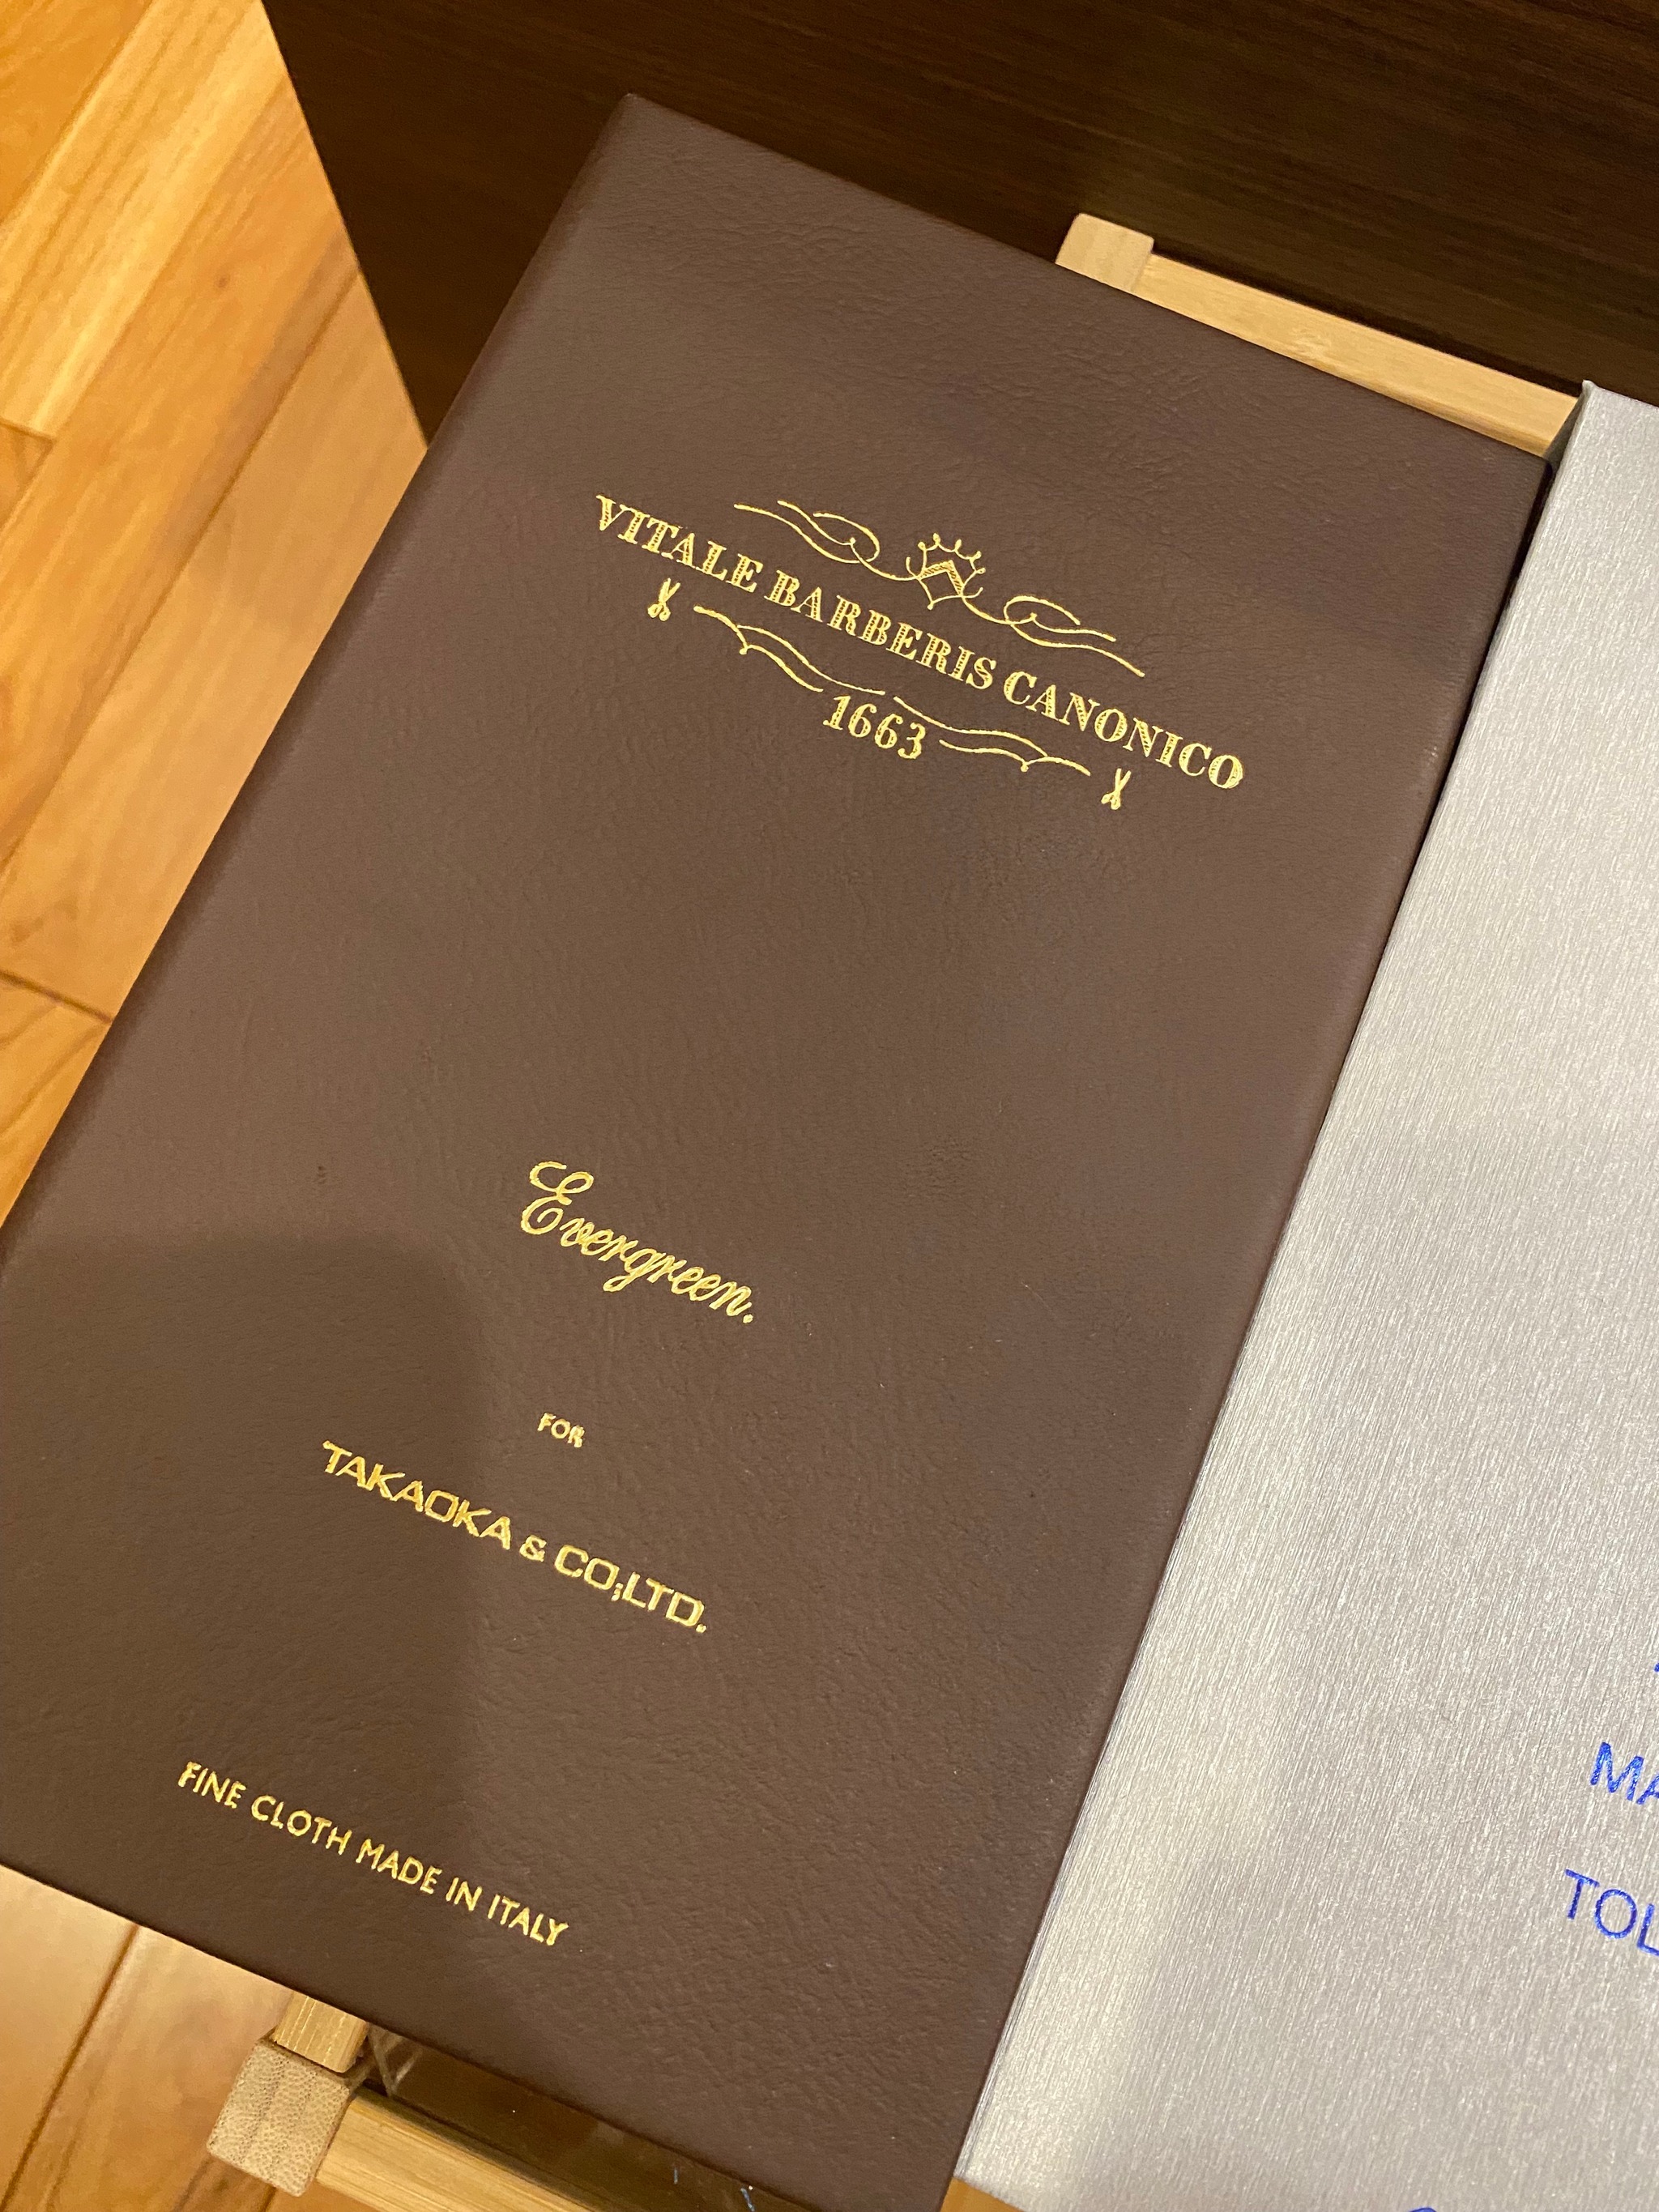 VITALE BARBERIS CANONICO
1663
Evergreen.
FOR
TAKAOKA & CO;LTD.
FINE CLOTH MADE IN ITALY